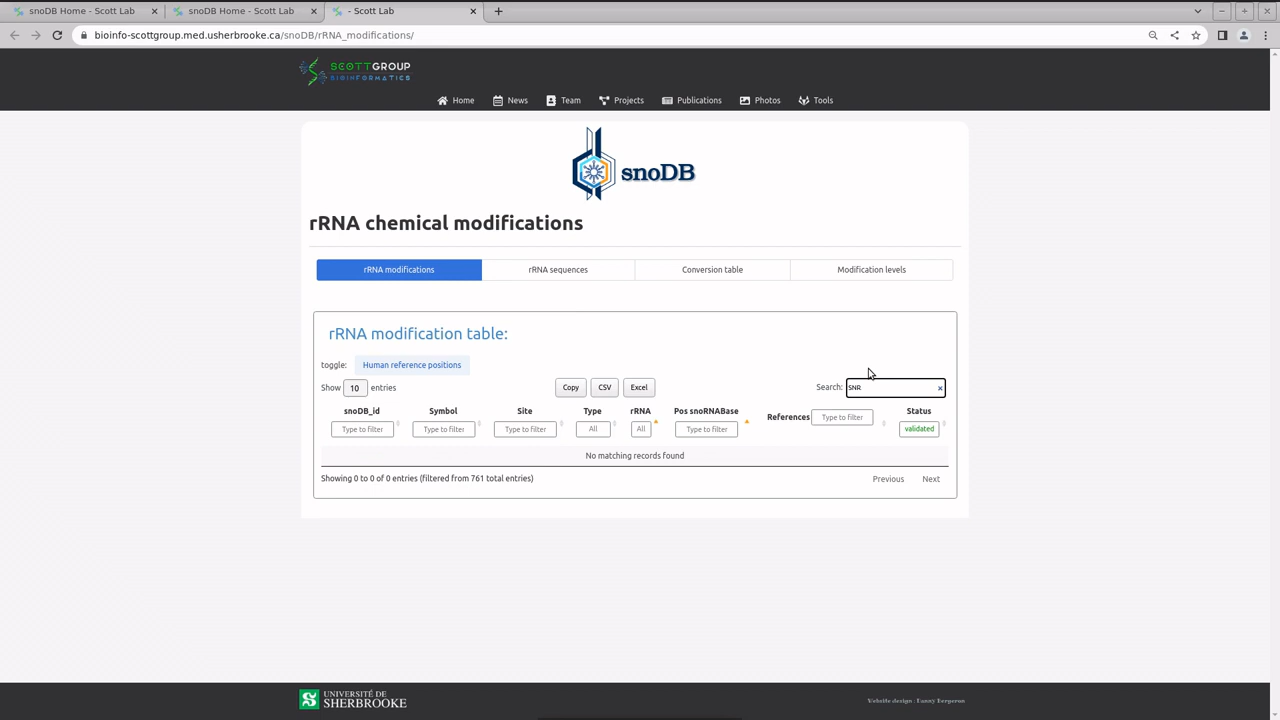 snoDB Home - Scott Lab
snoDB Home - Scott Lab
- Scott Lab
bioinfo-scottgroup.med.usherbrooke.ca/snoDB/rRNA_modifications/
SCOTTGROUP
BIOINFORMATICS
Home News Team Projects Publications Photos Tools
snoDB
rRNA chemical modifications
rRNA modifications rRNA sequences Conversion table Modification levels
rRNA modification table:
toggle: Human reference positions
Show 10 entries Copy CSV Excel Search: SNR
snoDB_id Symbol Site Type rRNA Pos snoRNABase References Type to filter Status
Type to filter Type to filter Type to filter All All Type to filter validated
No matching records found
Showing 0 to 0 of 0 entries (filtered from 761 total entries) Previous Next
UNIVERSITÉ DE
SHERBROOKE
Website design : Danny Bergeron